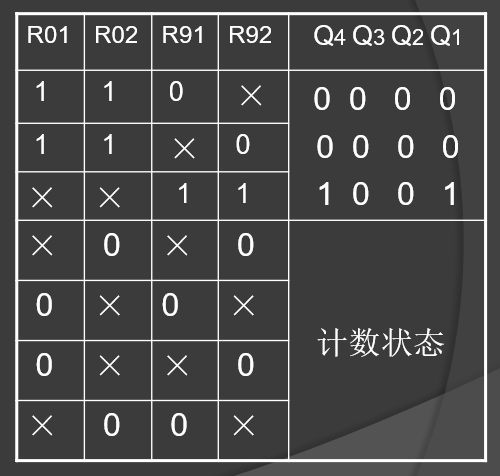 R01 R02 R91 R92 Q4 Q3 Q2 Q1
1 1 0 × 0 0 0 0
1 1 × 0 0 0 0 0
× × 1 1 1 0 0 1
× 0 × 0
0 × 0 ×
计数状态
0 × × 0
× 0 0 ×